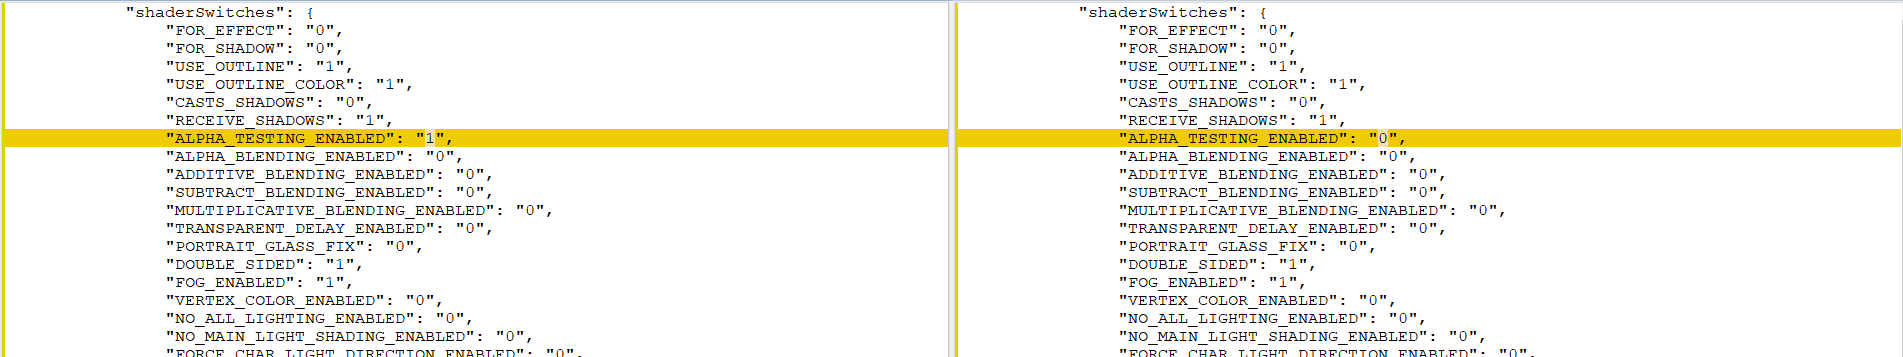 "shaderSwitches": {
"FOR_EFFECT": "0",
"FOR_SHADOW": "0",
"USE_OUTLINE": "1",
"USE_OUTLINE_COLOR": "1",
"CASTS_SHADOWS": "0",
"RECEIVE_SHADOWS": "1",
"ALPHA_TESTING_ENABLED": "1",
"ALPHA_BLENDING_ENABLED": "0",
"ADDITIVE_BLENDING_ENABLED": "0",
"SUBTRACT_BLENDING_ENABLED": "0",
"MULTIPLICATIVE_BLENDING_ENABLED": "0",
"TRANSPARENT_DELAY_ENABLED": "0",
"PORTRAIT_GLASS_FIX": "0",
"DOUBLE_SIDED": "1",
"FOG_ENABLED": "1",
"VERTEX_COLOR_ENABLED": "0",
"NO_ALL_LIGHTING_ENABLED": "0",
"NO_MAIN_LIGHT_SHADING_ENABLED": "0",
"FORCE_CHAR_LIGHT_DIRECTION_ENABLED": "0",
"shaderSwitches": {
"FOR_EFFECT": "0",
"FOR_SHADOW": "0",
"USE_OUTLINE": "1",
"USE_OUTLINE_COLOR": "1",
"CASTS_SHADOWS": "0",
"RECEIVE_SHADOWS": "1",
"ALPHA_TESTING_ENABLED": "0",
"ALPHA_BLENDING_ENABLED": "0",
"ADDITIVE_BLENDING_ENABLED": "0",
"SUBTRACT_BLENDING_ENABLED": "0",
"MULTIPLICATIVE_BLENDING_ENABLED": "0",
"TRANSPARENT_DELAY_ENABLED": "0",
"PORTRAIT_GLASS_FIX": "0",
"DOUBLE_SIDED": "1",
"FOG_ENABLED": "1",
"VERTEX_COLOR_ENABLED": "0",
"NO_ALL_LIGHTING_ENABLED": "0",
"NO_MAIN_LIGHT_SHADING_ENABLED": "0",
"FORCE_CHAR_LIGHT_DIRECTION_ENABLED": "0",